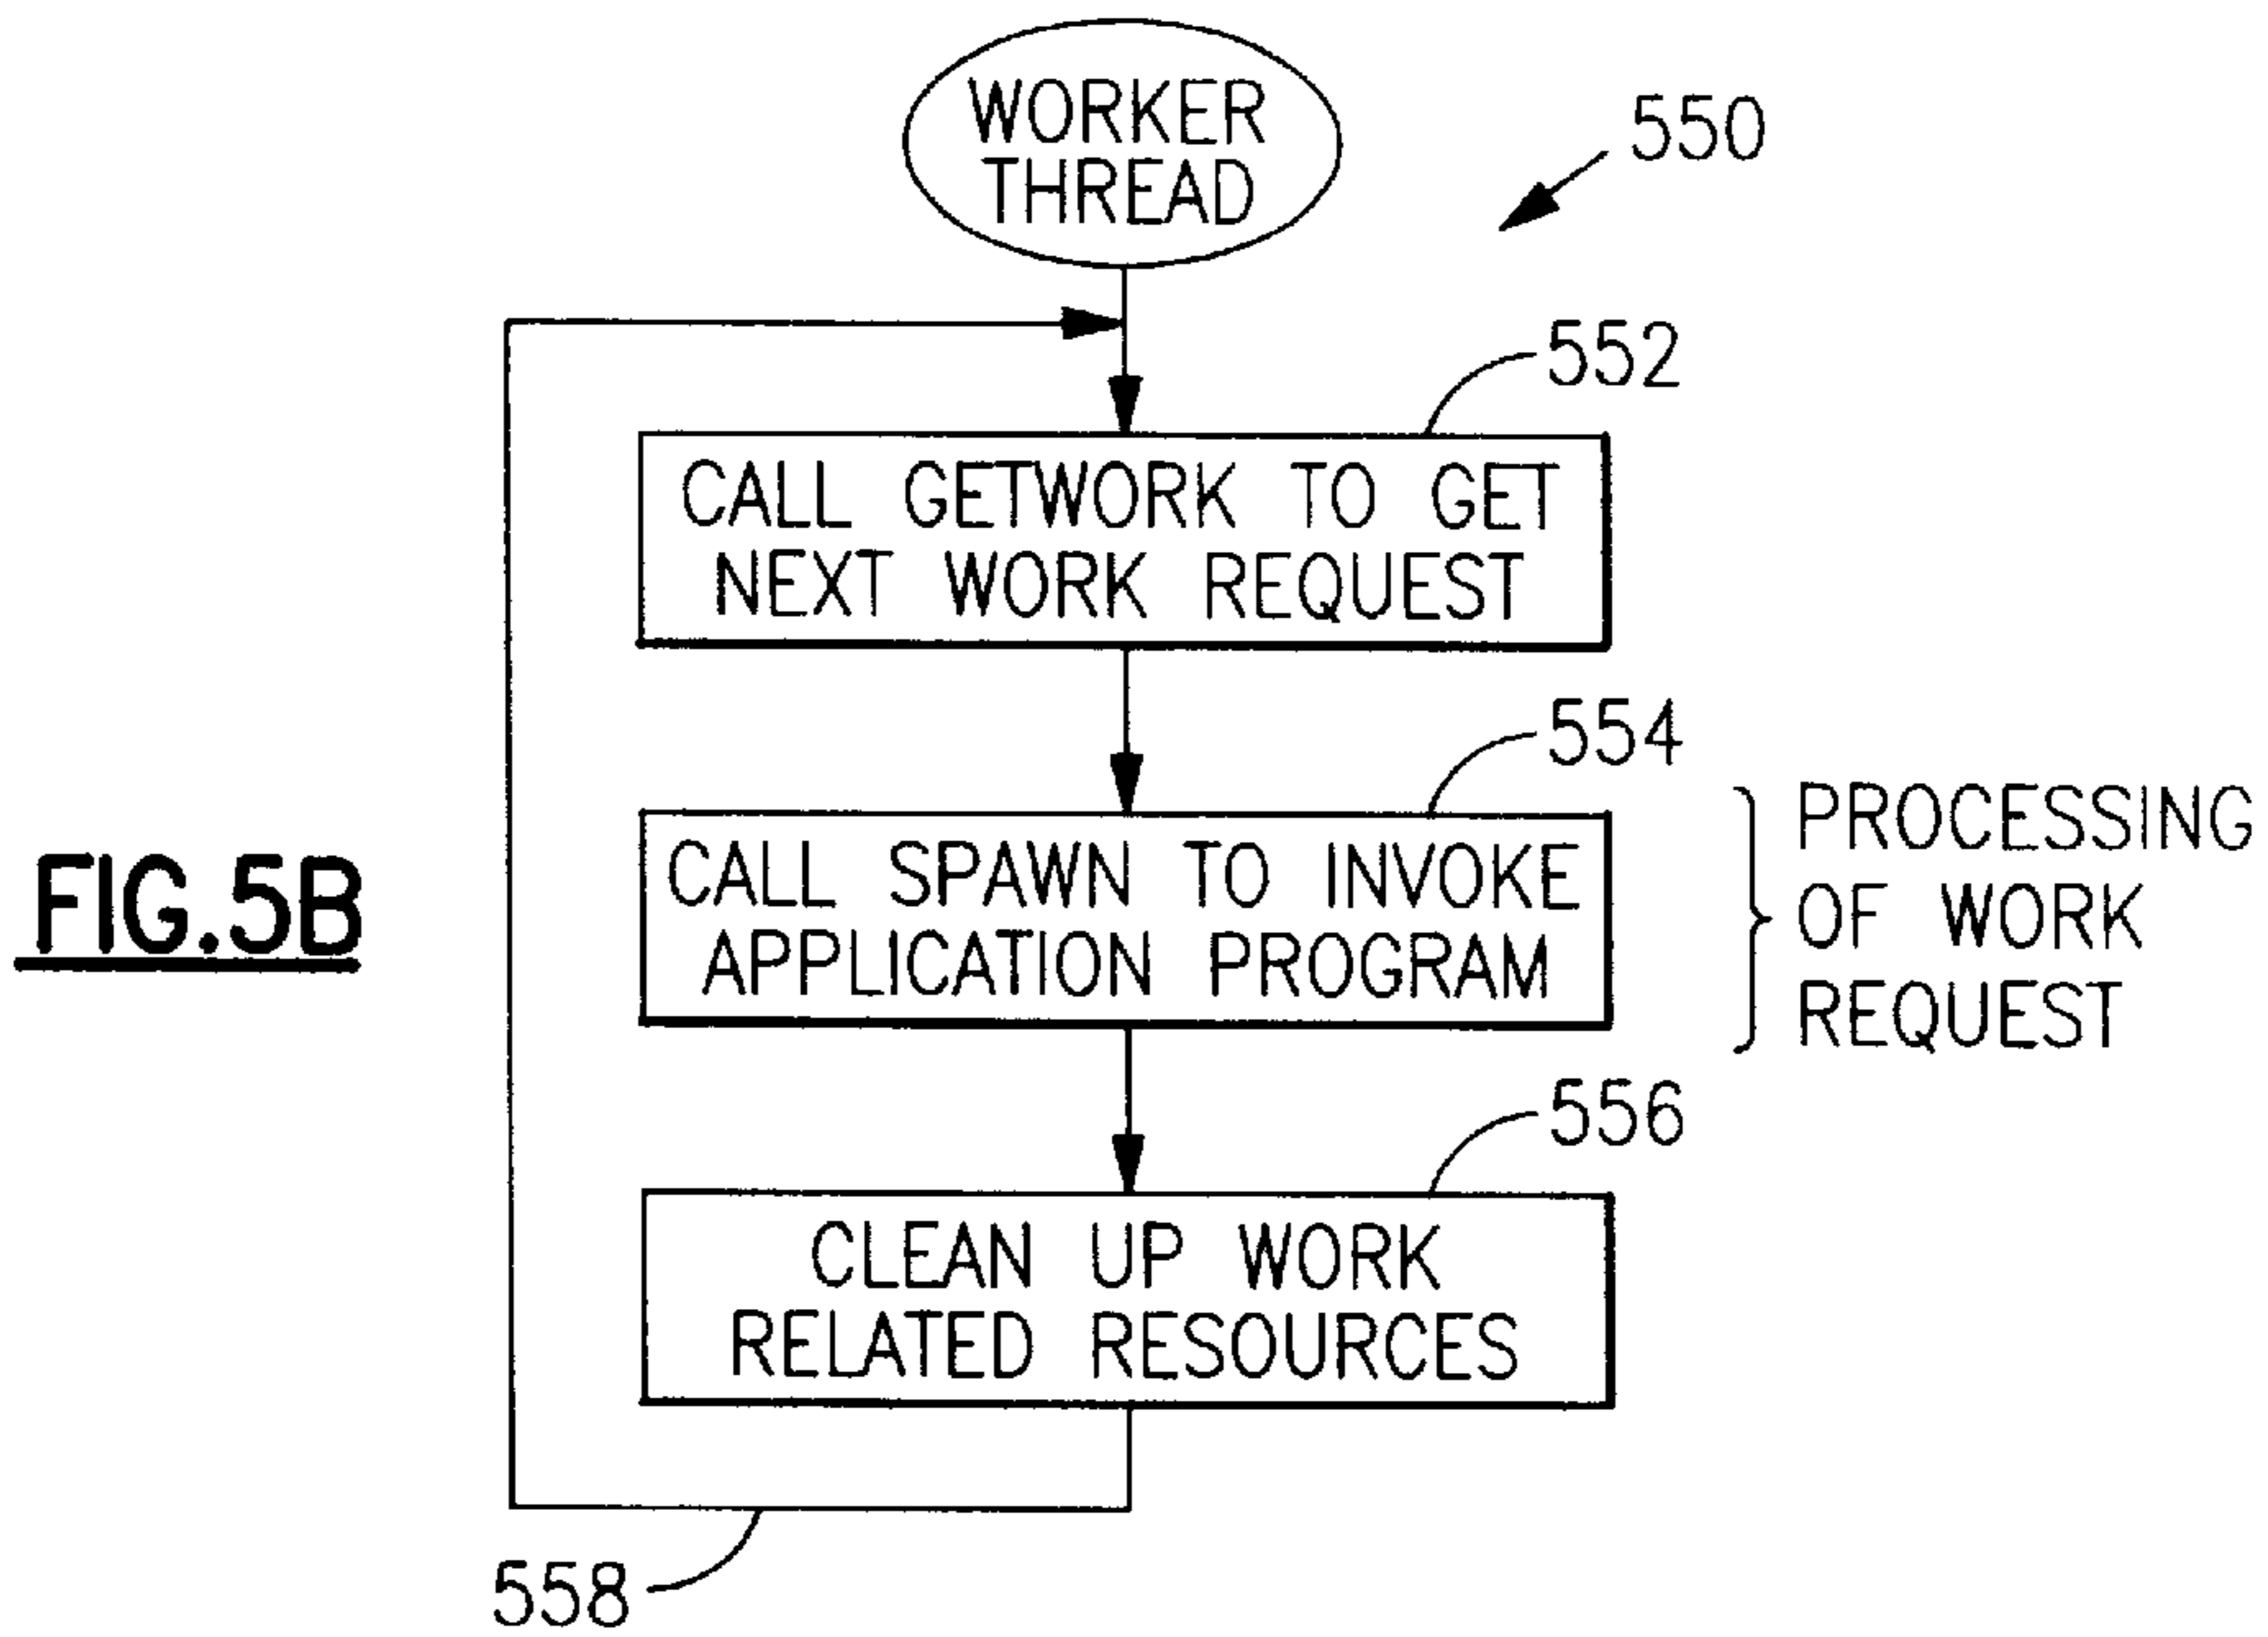 WORKER
THREAD
550
552
CALL GETWORK TO GET
NEXT WORK REQUEST
554
CALL SPAWN TO INVOKE
APPLICATION PROGRAM
PROCESSING
OF WORK
REQUEST
FIG.5B
556
CLEAN UP WORK
RELATED RESOURCES
558